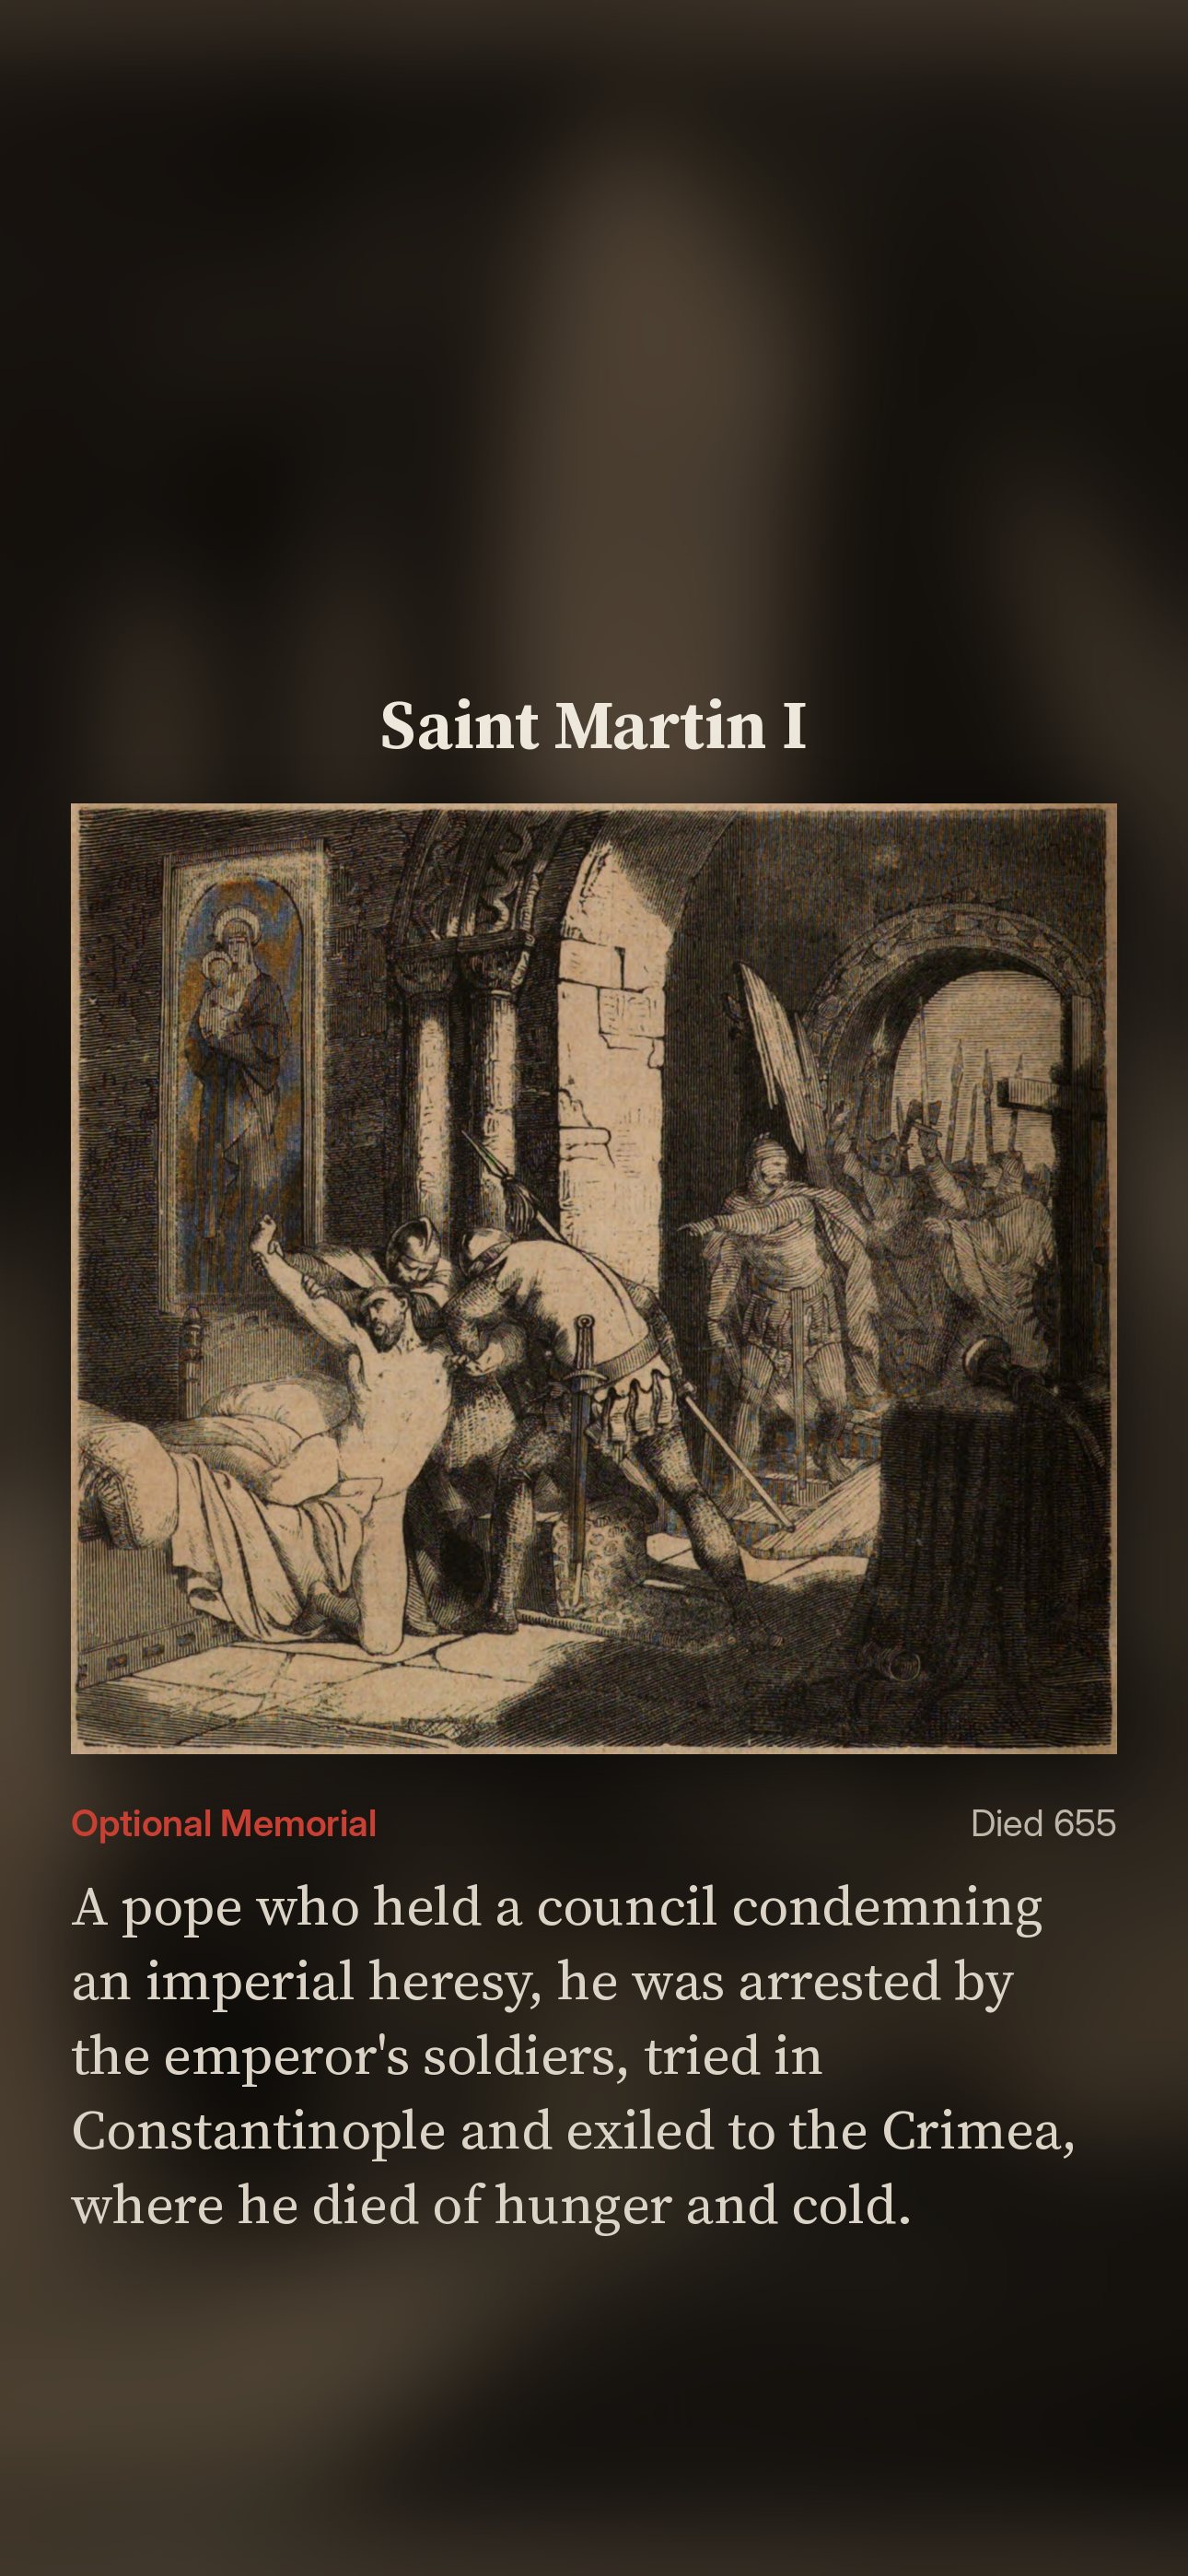 Saint Martin I
Optional Memorial
Died 655
A pope who held a council condemning
an imperial heresy, he was arrested by
the emperor's soldiers, tried in
Constantinople and exiled to the Crimea,
where he died of hunger and cold.